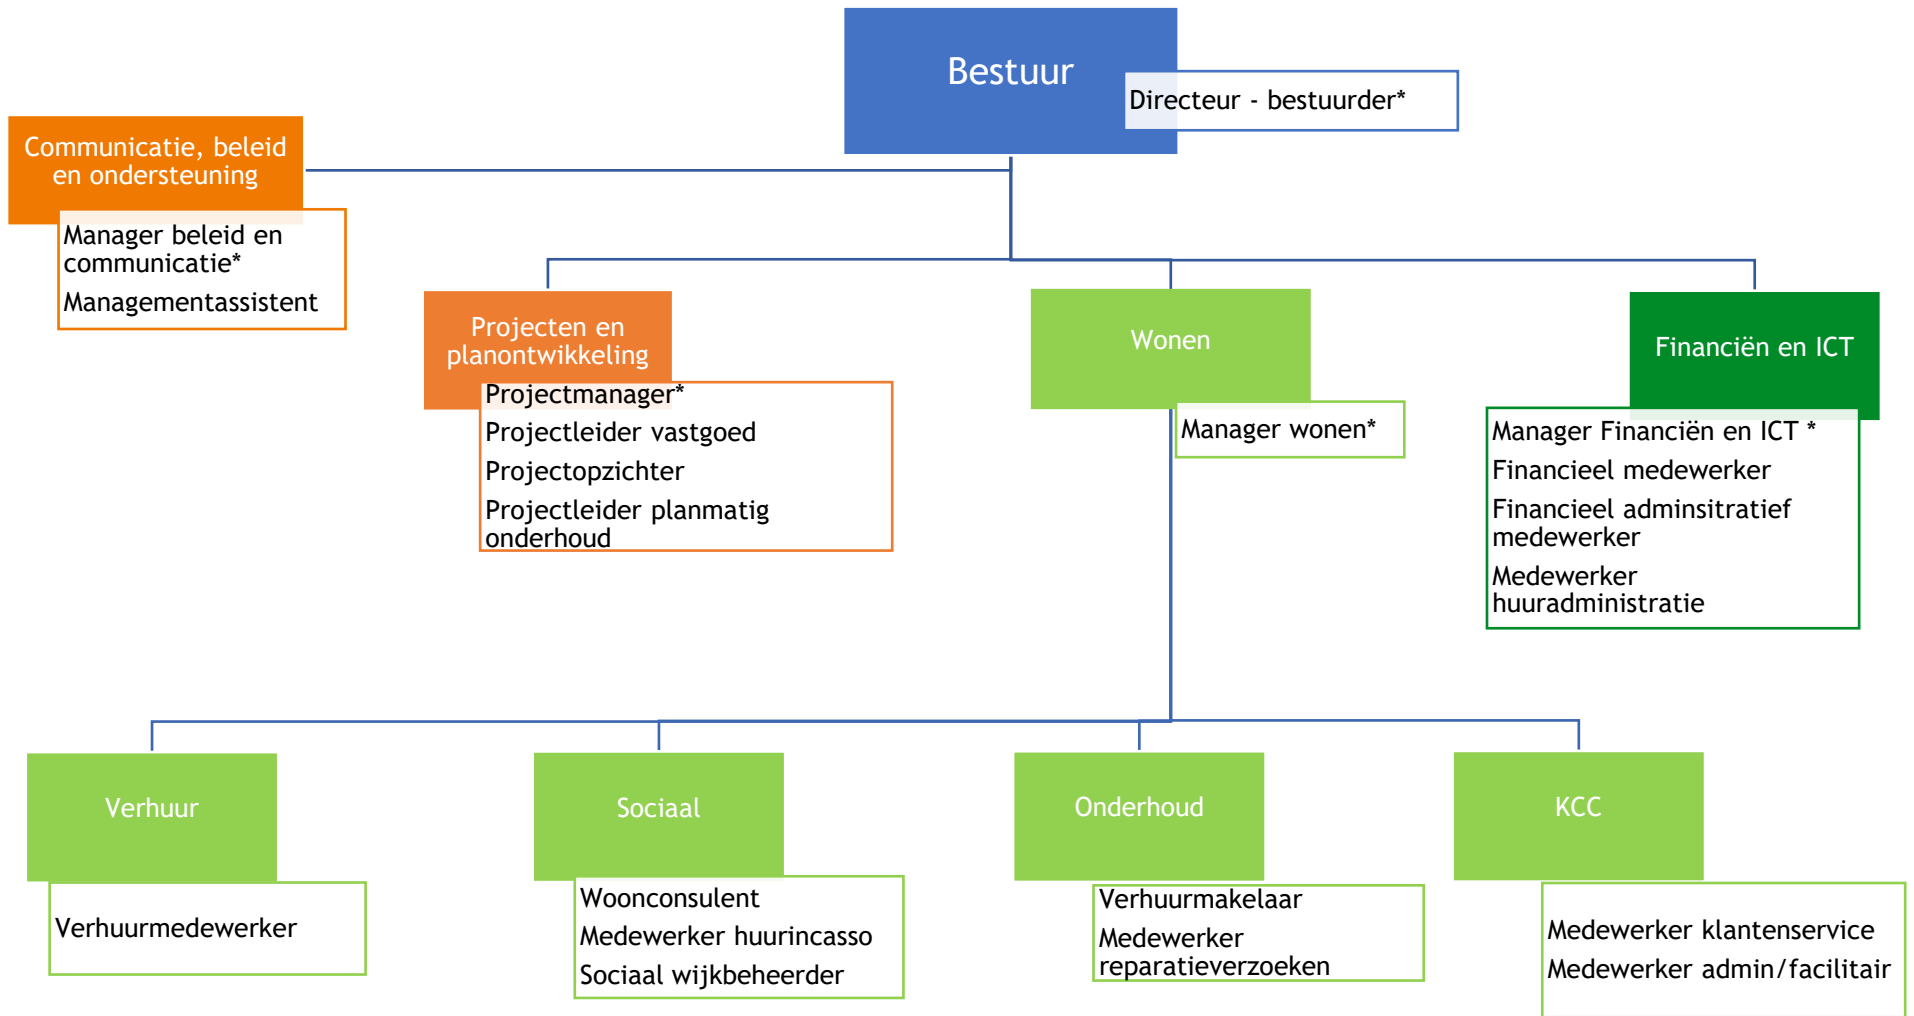 Bestuur
Directeur - bestuurder*
Communicatie, beleid
en ondersteuning
Manager beleid en
communicatie*
Managementassistent
Projecten en
planontwikkeling
Projectmanager*
Projectleider vastgoed
Projectopzichter
Projectleider planmatig
onderhoud
Wonen
Manager wonen*
Financiën en ICT
Manager Financiën en ICT *
Financieel medewerker
Financieel adminsitratief
medewerker
Medewerker
huuradministratie
Verhuur
Verhuurmedewerker
Sociaal
Woonconsulent
Medewerker huurincasso
Sociaal wijkbeheerder
Onderhoud
Verhuurmakelaar
Medewerker
reparatieverzoeken
KCC
Medewerker klantenservice
Medewerker admin/facilitair